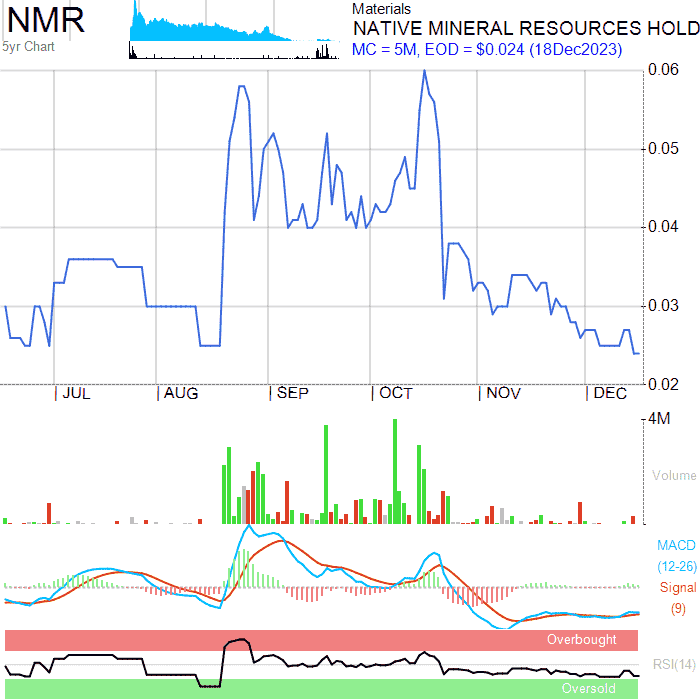 NMR
5yr Chart
Materials
NATIVE MINERAL RESOURCES HOLD
MC = 5M, EOD = $0.024 (18Dec2023)
0.06
0.05
0.04
0.03
0.02
JUL AUG SEP OCT NOV DEC
4M
Volume
MACD
(12-26)
Signal
(9)
Overbought
RSI(14)
Oversold